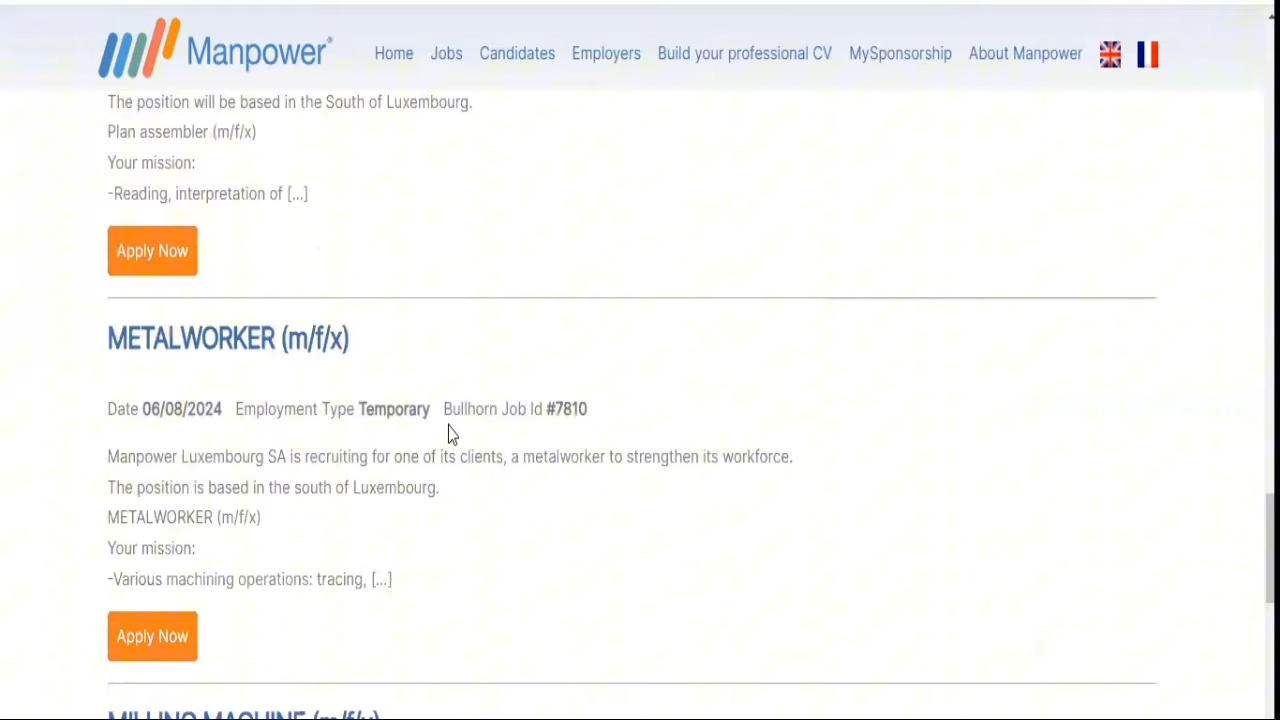 Manpower®
Home Jobs Candidates Employers Build your professional CV MySponsorship About Manpower
The position will be based in the South of Luxembourg.
Plan assembler (m/f/x)
Your mission:
-Reading, interpretation of [...]
Apply Now
METALWORKER (m/f/x)
Date 06/08/2024 Employment Type Temporary Bullhorn Job Id #7810
Manpower Luxembourg SA is recruiting for one of its clients, a metalworker to strengthen its workforce.
The position is based in the south of Luxembourg.
METALWORKER (m/f/x)
Your mission:
-Various machining operations: tracing, [...]
Apply Now
MILLING MACHINE (m/f/x)